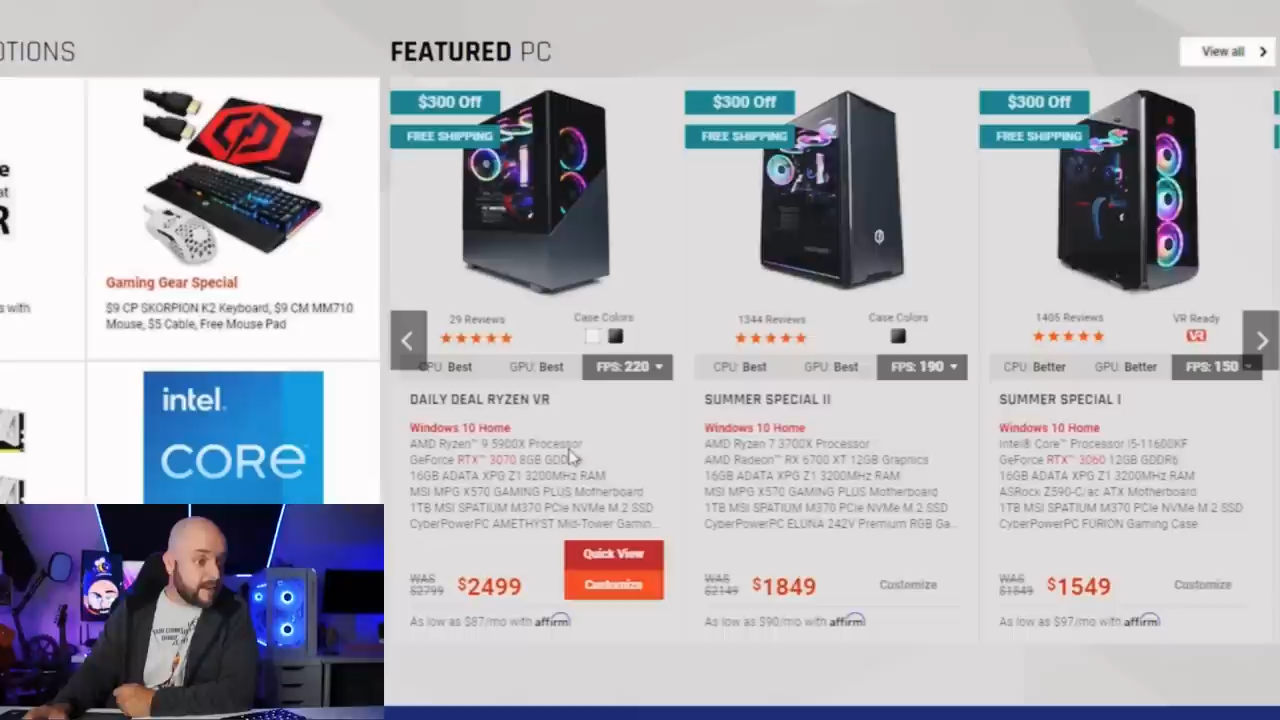 OTIONS
FEATURED PC
View all
$300 Off
FREE SHIPPING
$300 Off
FREE SHIPPING
$300 Off
FREE SHIPPING
Gaming Gear Special
$9 CP SKORPION K2 Keyboard, $9 CM MM710
Mouse, $5 Cable, Free Mouse Pad
s with
intel.
CORE
29 Reviews
Case Colors
CPU: Best
GPU: Best
FPS: 220
DAILY DEAL RYZEN VR
Windows 10 Home
AMD Ryzen™ 9 5900X Processor
GeForce RTX™ 3070 8GB
16GB ADATA XPG Z1 3200MHz RAM
MSI MPG X570 GAMING PLUS Motherboard
1TB MSI SPATIUM M370 PCIe NVMe M.2 SSD
CyberPowerPC AMETHYST Mid-Tower Gamin...
Quick View
WAS
$2799
$2499
Customize
As low as $87/mo with affirm
1344 Reviews
Case Colors
CPU: Best
GPU: Best
FPS: 190
SUMMER SPECIAL II
Windows 10 Home
AMD Ryzen 7 3700X Processor
AMD Radeon™ RX 6700 XT 12GB Graphics
16GB ADATA XPG Z1 3200MHz RAM
MSI MPG X570 GAMING PLUS Motherboard
1TB MSI SPATIUM M370 PCIe NVMe M.2 SSD
CyberPowerPC ELUNA 242V Premium RGB Ga...
WAS
$2149
$1849
Customize
As low as $90/mo with affirm
1405 Reviews
VR Ready
VR
CPU: Better
GPU: Better
FPS: 150
SUMMER SPECIAL I
Windows 10 Home
Intel® Core™ Processor i5-11600KF
GeForce RTX™ 3060 12GB GDDR6
16GB ADATA XPG Z1 3200MHz RAM
ASRock Z590-C/ac ATX Motherboard
1TB MSI SPATIUM M370 PCIe NVMe M.2 SSD
CyberPowerPC FURION Gaming Case
WAS
$1849
$1549
Customize
As low as $97/mo with affirm